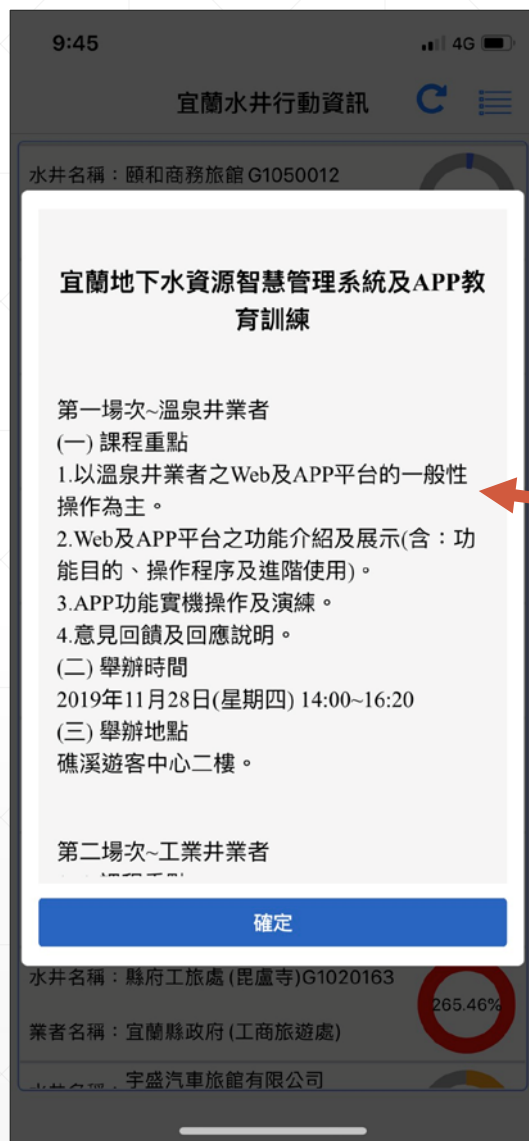 9:45
4G
宜蘭水井行動資訊
水井名稱：頤和商務旅館G1050012
宜蘭地下水資源智慧管理系統及APP教
育訓練
第一場次~溫泉井業者
(一) 課程重點
1.以溫泉井業者之Web及APP平台的一般性
操作為主。
2.Web及APP平台之功能介紹及展示(含：功
能目的、操作程序及進階使用)。
3.APP功能實機操作及演練。
4.意見回饋及回應說明。
(二) 舉辦時間
2019年11月28日(星期四) 14:00~16:20
(三) 舉辦地點
礁溪遊客中心二樓。
第二場次~工業井業者
確定
水井名稱：縣府工旅處(毘盧寺)G1020163
265.46%
業者名稱：宜蘭縣政府(工商旅遊處)
宇盛汽車旅館有限公司